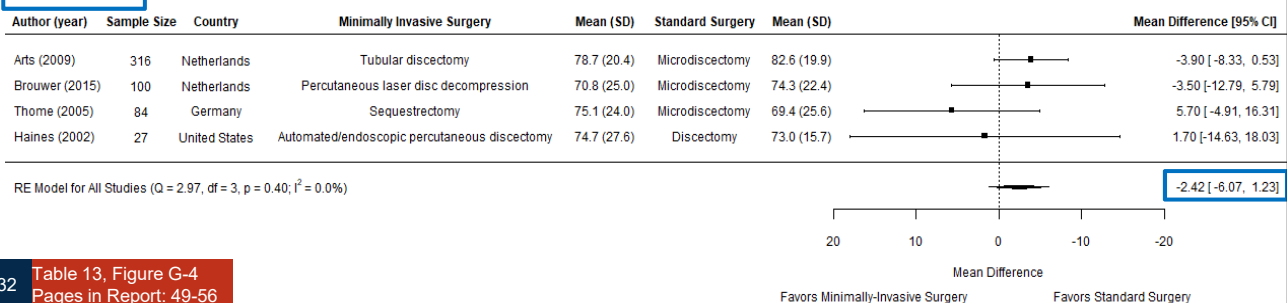 Author (year) Sample Size Country Minimally Invasive Surgery Mean (SD) Standard Surgery Mean (SD) Mean Difference [95% CI]
Arts (2009) 316 Netherlands Tubular discectomy 78.7 (20.4) Microdiscectomy 82.6 (19.9) -3.90 [ -8.33, 0.53]
Brouwer (2015) 100 Netherlands Percutaneous laser disc decompression 70.8 (25.0) Microdiscectomy 74.3 (22.4) -3.50 [-12.79, 5.79]
Thome (2005) 84 Germany Sequestrectomy 75.1 (24.0) Microdiscectomy 69.4 (25.6) 5.70 [ -4.91, 16.31]
Haines (2002) 27 United States Automated/endoscopic percutaneous discectomy 74.7 (27.6) Discectomy 73.0 (15.7) 1.70 [-14.63, 18.03]
RE Model for All Studies (Q = 2.97, df = 3, p = 0.40; I² = 0.0%) -2.42 [ -6.07, 1.23]
20 10 0 -10 -20
Mean Difference
Favors Minimally-Invasive Surgery Favors Standard Surgery
32 Table 13, Figure G-4
Pages in Report: 49-56